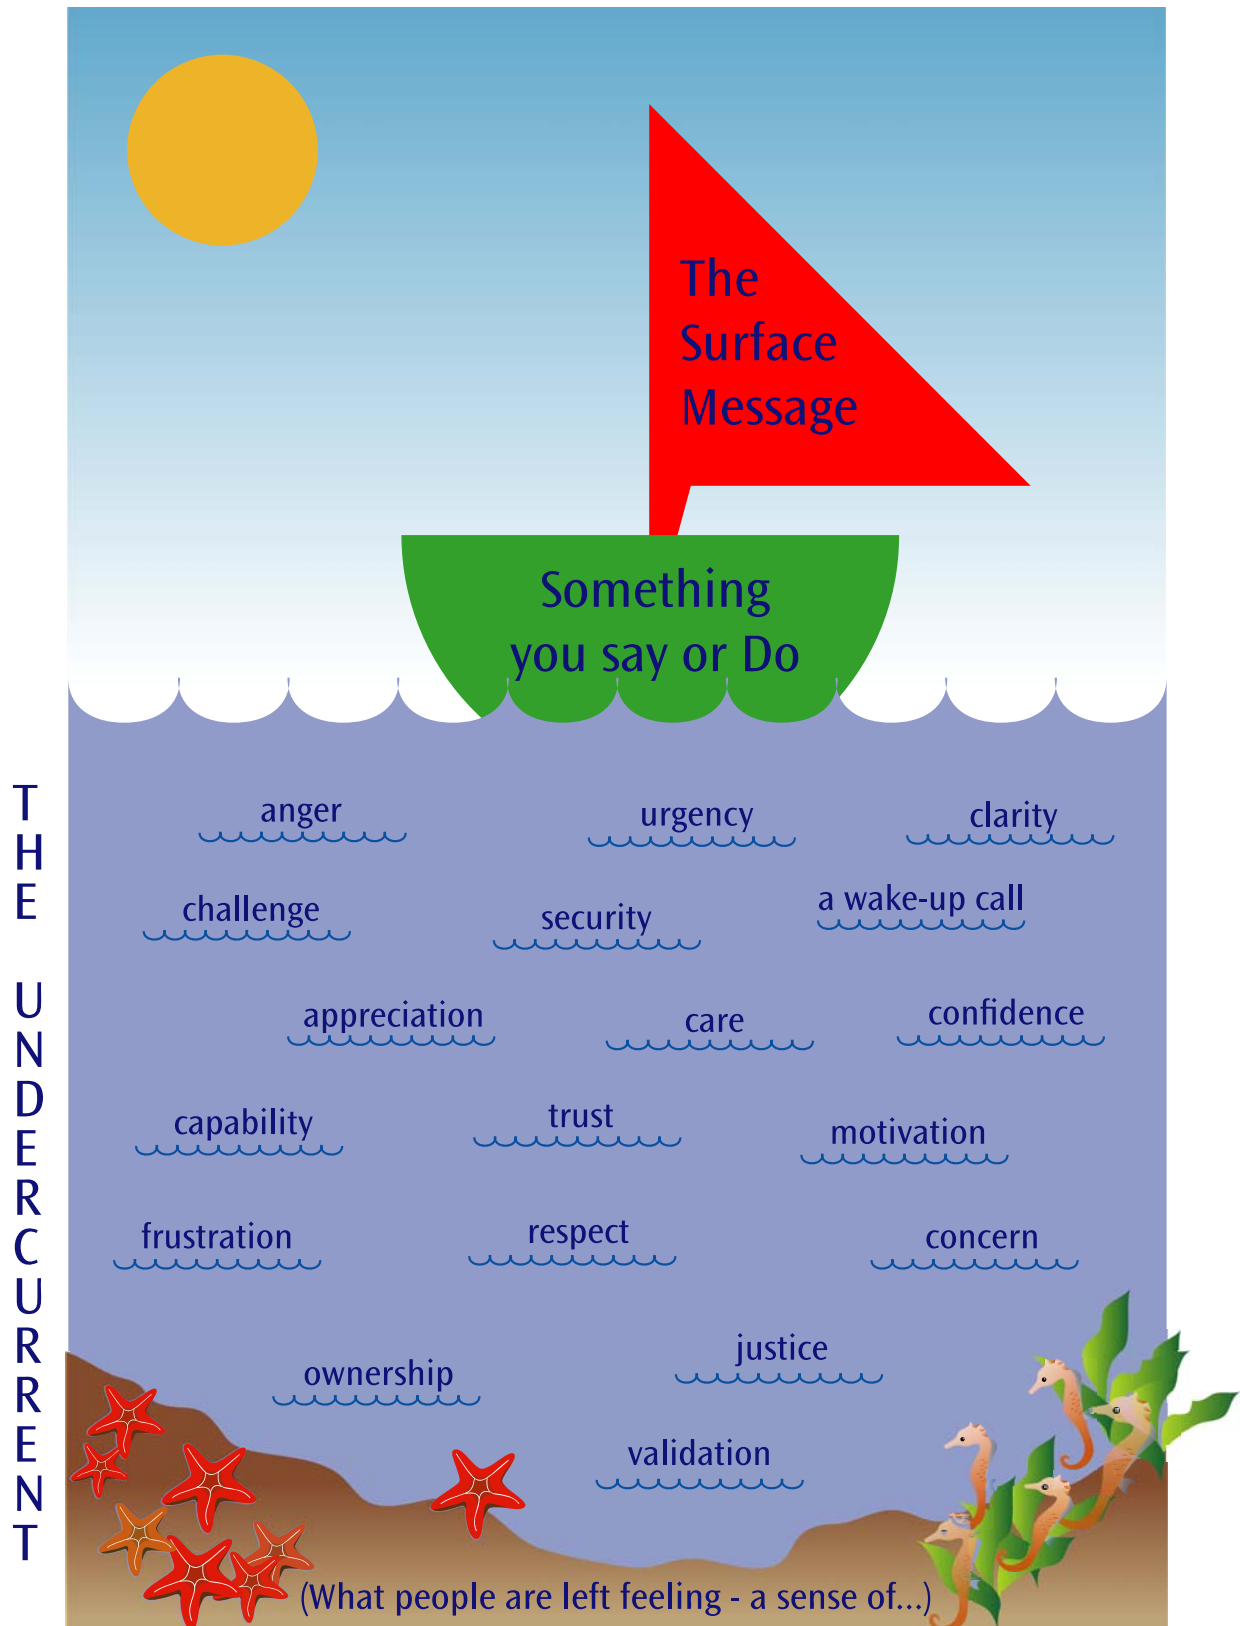 The
Surface
Message
Something
you say or Do
THE UNDERCURRENT
anger
urgency
clarity
challenge
security
a wake-up call
appreciation
care
confidence
capability
trust
motivation
frustration
respect
concern
ownership
justice
validation
(What people are left feeling - a sense of...)